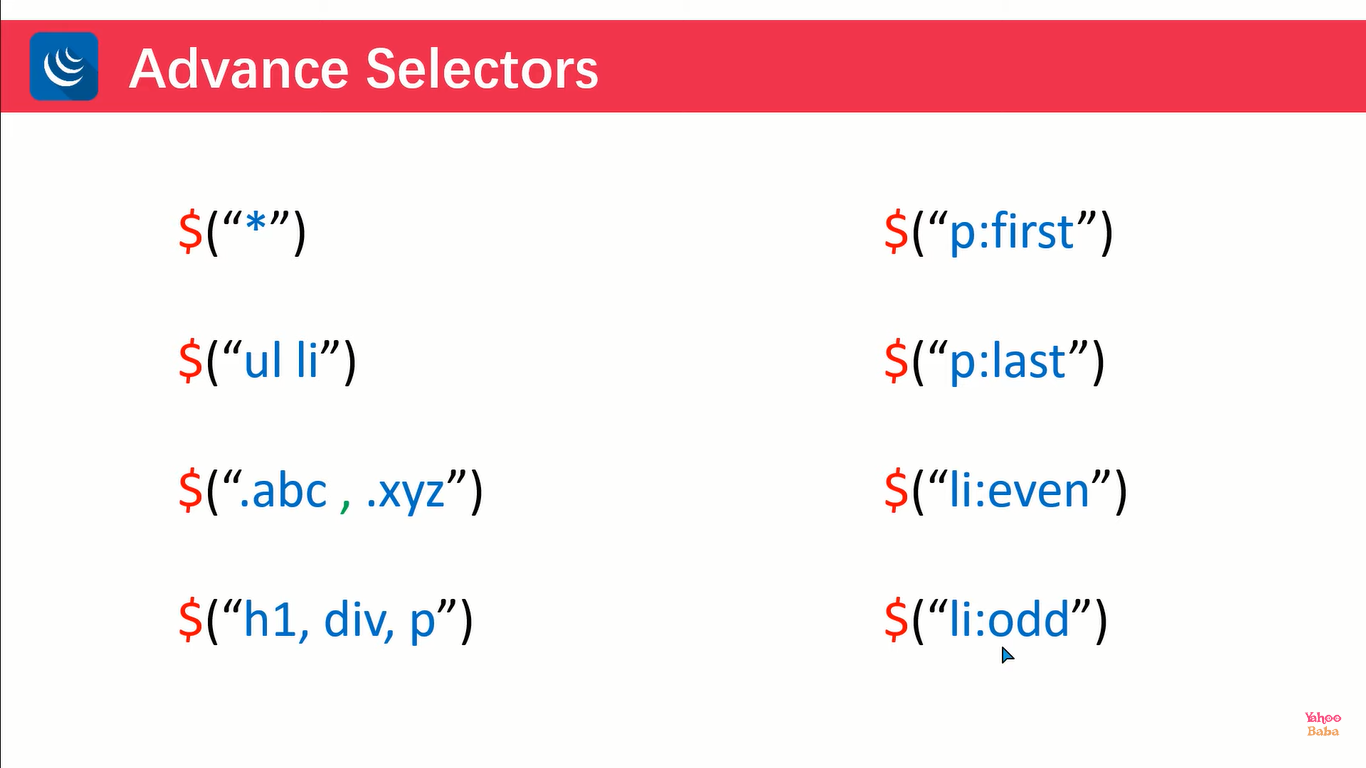 Advance Selectors
$(“*”)
$(“ul li”)
$(“.abc , .xyz”)
$(“h1, div, p”)
$(“p:first”)
$(“p:last”)
$(“li:even”)
$(“li:odd”)
Yahoo
Baba